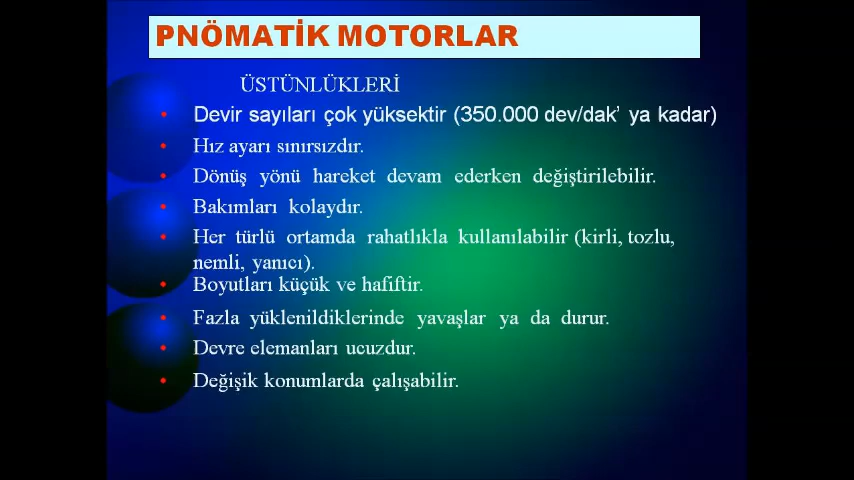 PNÖMATİK MOTORLAR
ÜSTÜNLÜKLERİ
• Devir sayıları çok yüksektir (350.000 dev/dak’ ya kadar)
• Hız ayarı sınırsızdır.
• Dönüş yönü hareket devam ederken değiştirilebilir.
• Bakımları kolaydır.
• Her türlü ortamda rahatlıkla kullanılabilir (kirli, tozlu,
nemli, yanıcı).
• Boyutları küçük ve hafiftir.
• Fazla yüklenildiklerinde yavaşlar ya da durur.
• Devre elemanları ucuzdur.
• Değişik konumlarda çalışabilir.